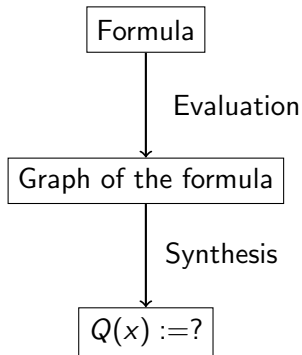 Formula
Evaluation
Graph of the formula
Synthesis
Q(x) :=?